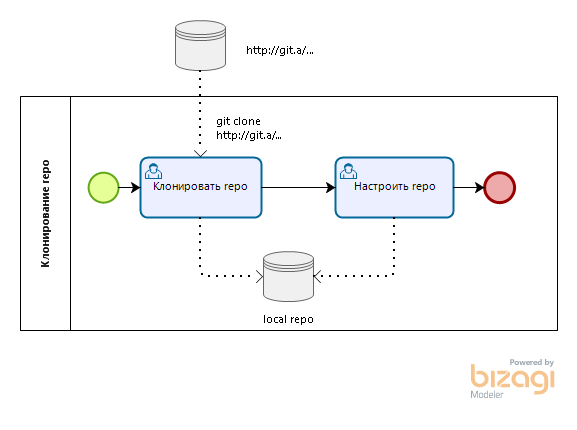 http://git.a/...
git clone
http://git.a/...
Клонирование repo
Клонировать repo
Настроить repo
local repo
Powered by
bizagi
Modeler